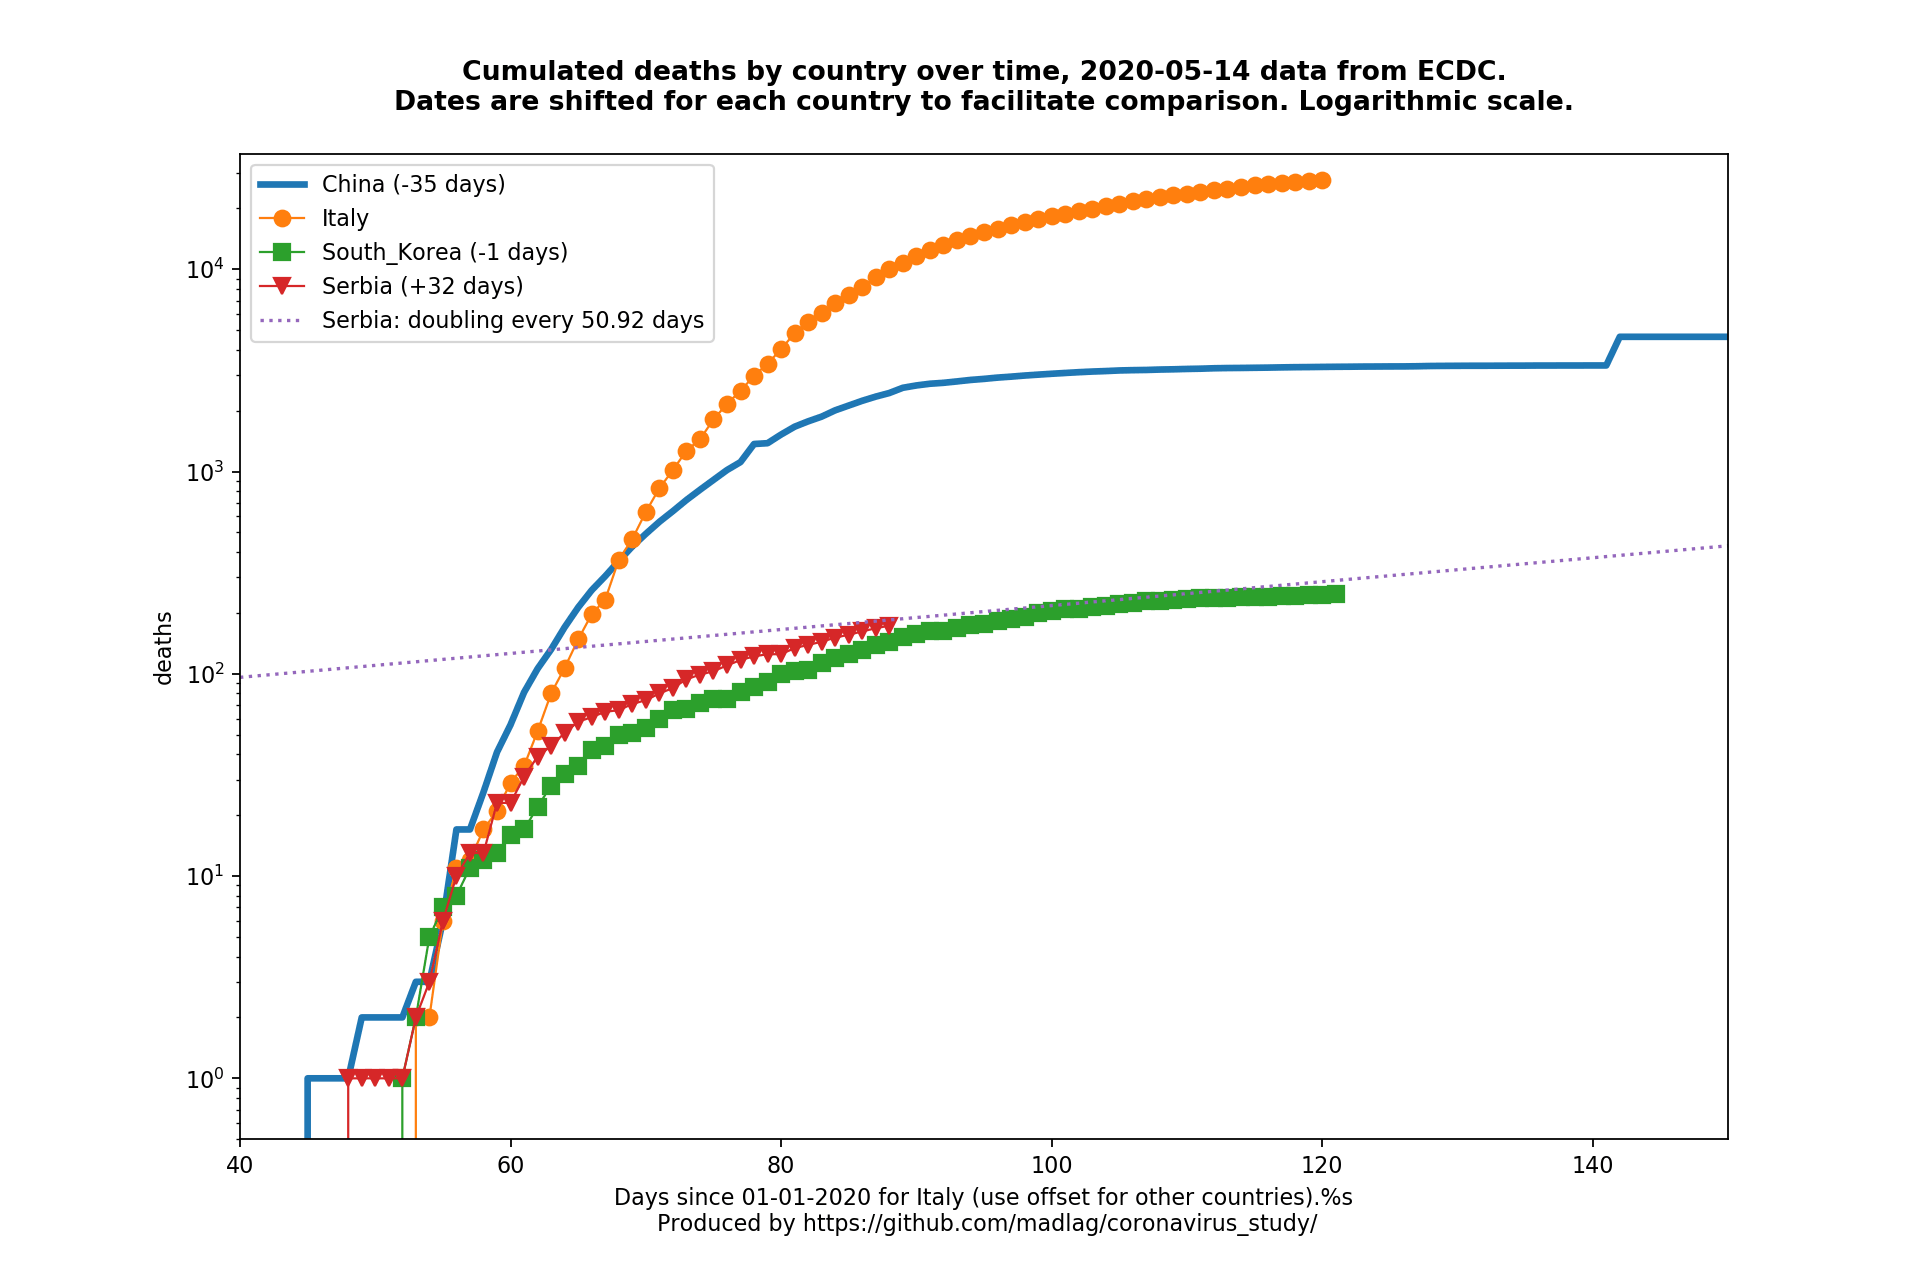 Cumulated deaths by country over time, 2020-05-14 data from ECDC.
Dates are shifted for each country to facilitate comparison. Logarithmic scale.
China (-35 days)
Italy
South_Korea (-1 days)
Serbia (+32 days)
Serbia: doubling every 50.92 days
deaths
10⁴
10³
10²
10¹
10⁰
40 60 80 100 120 140
Days since 01-01-2020 for Italy (use offset for other countries).%s
Produced by https://github.com/madlag/coronavirus_study/